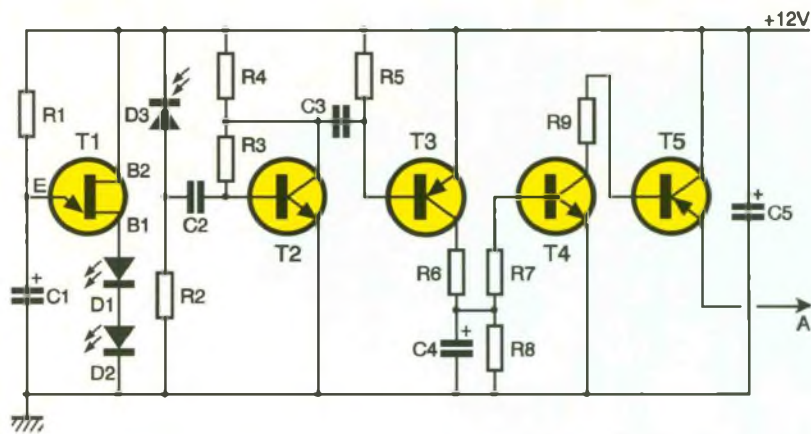 +12V
R1
T1
E
B2
B1
C1
+
D1
D2
D3
R2
C2
R4
R3
T2
C3
R5
T3
R6
C4
+
R7
R8
T4
R9
T5
C5
+
A